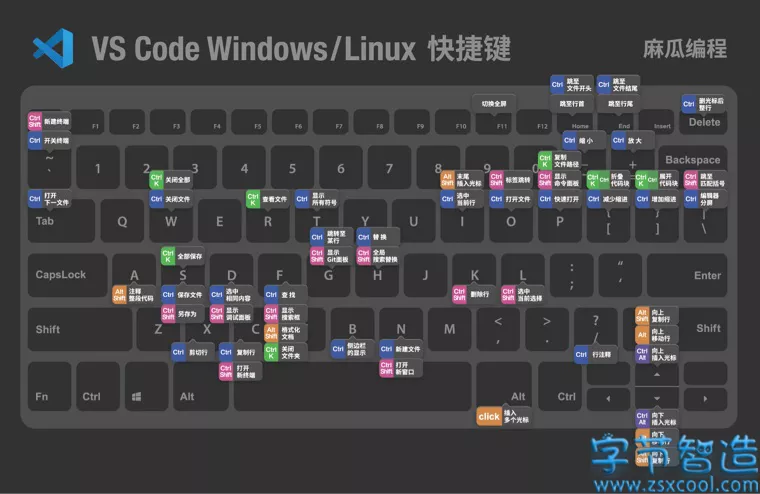 VS Code Windows/Linux 快捷键
麻瓜编程
Ctrl 跳至
文件开头
Ctrl 跳至
文件结尾
切换全屏
跳至行首
跳至行尾
Ctrl 删光标后
整行
Ctrl
Shift 新建终端
F1
F2
F3
F4
F5
F6
F7
F8
F9
F10
F11
F12
Home
End
Insert
Delete
Ctrl 开关终端
Ctrl 缩 小
Ctrl 放 大
~
`
1
2
3
4
5
6
7
8
9
0
Backspace
Ctrl
K 关闭全部
Ctrl
K 复制
文件路径
Alt
Shift 末尾
插入光标
Ctrl
Shift 标签跳转
Ctrl
Shift 显示
命令面板
Ctrl
K Ctrl 折叠
代码块
Ctrl
K Ctrl 展开
代码块
Ctrl
Shift 跳至
匹配括号
Ctrl 打开
下一文件
Ctrl 关闭文件
Ctrl
K 查看文件
Ctrl 显示
所有符号
Ctrl 选中
当前行
Ctrl 打开文件
Ctrl 快速打开
Ctrl 减少缩进
Ctrl 增加缩进
Ctrl 编辑器
分屏
Tab
Q
W
E
R
T
Y
U
I
O
P
{
[
}
]
|
\
Ctrl 跳转至
某行
Ctrl 替 换
Ctrl
K 全部保存
Ctrl
Shift 显示
Git面板
Ctrl
Shift 全局
搜索替换
CapsLock
A
S
D
F
G
H
J
K
L
:
;
“
‘
Enter
Alt
Shift 注释
整段代码
Ctrl 保存文件
Ctrl 选中
相同内容
Ctrl 查 找
Ctrl
Shift 删除行
Ctrl
Shift 选中
当前选择
Ctrl
Shift 另存为
Ctrl
Shift 显示
调试面板
Ctrl
Shift 显示
搜索框
Alt
Shift 格式化
文档
Alt
Shift 向上
复制行
Alt 向上
移动行
Shift
Z
X
C
B
N
M
<
,
>
.
?
/
Shift
Ctrl 剪切行
Ctrl 复制行
Ctrl
K 关闭
文件夹
Ctrl 侧边栏
的显示
Ctrl 新建文件
Ctrl 行注释
Ctrl
Alt 向上
插入光标
Ctrl
Shift 打开
新终端
Ctrl
Shift 打开
新窗口
Fn
Ctrl
Alt
Alt
Ctrl
click 插入
多个光标
Ctrl
Alt 向下
插入光标
向下
Shift
复制行
字节智造
www.zsxcool.com